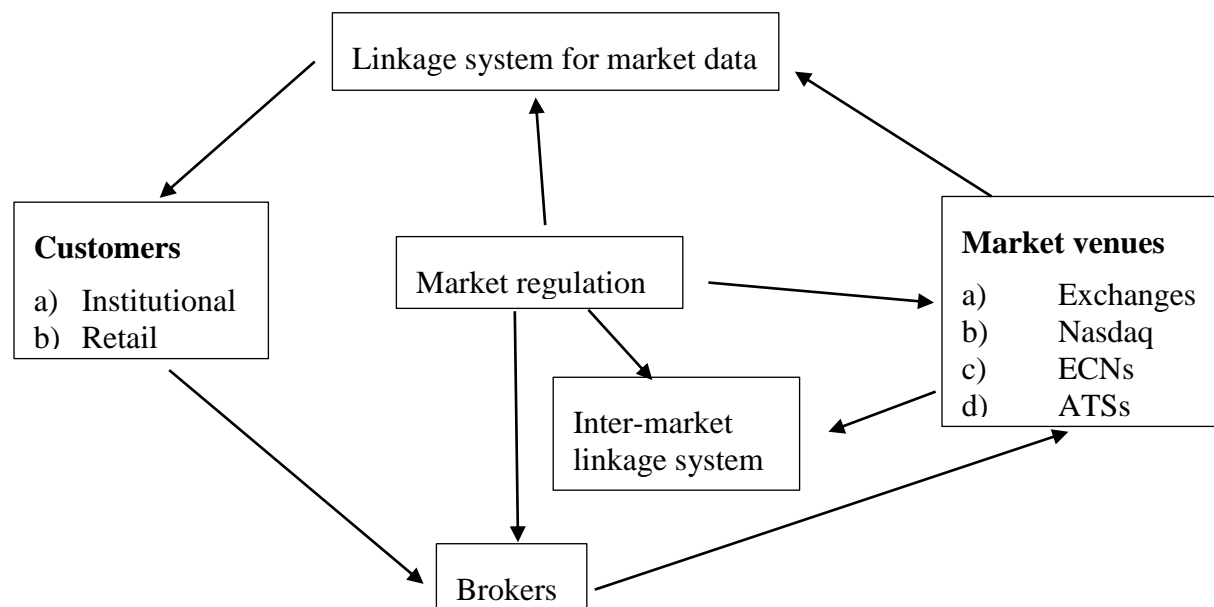 Linkage system for market data
Customers
a) Institutional
b) Retail
Market regulation
Market venues
a) Exchanges
b) Nasdaq
c) ECNs
d) ATSs
Inter-market
linkage system
Brokers